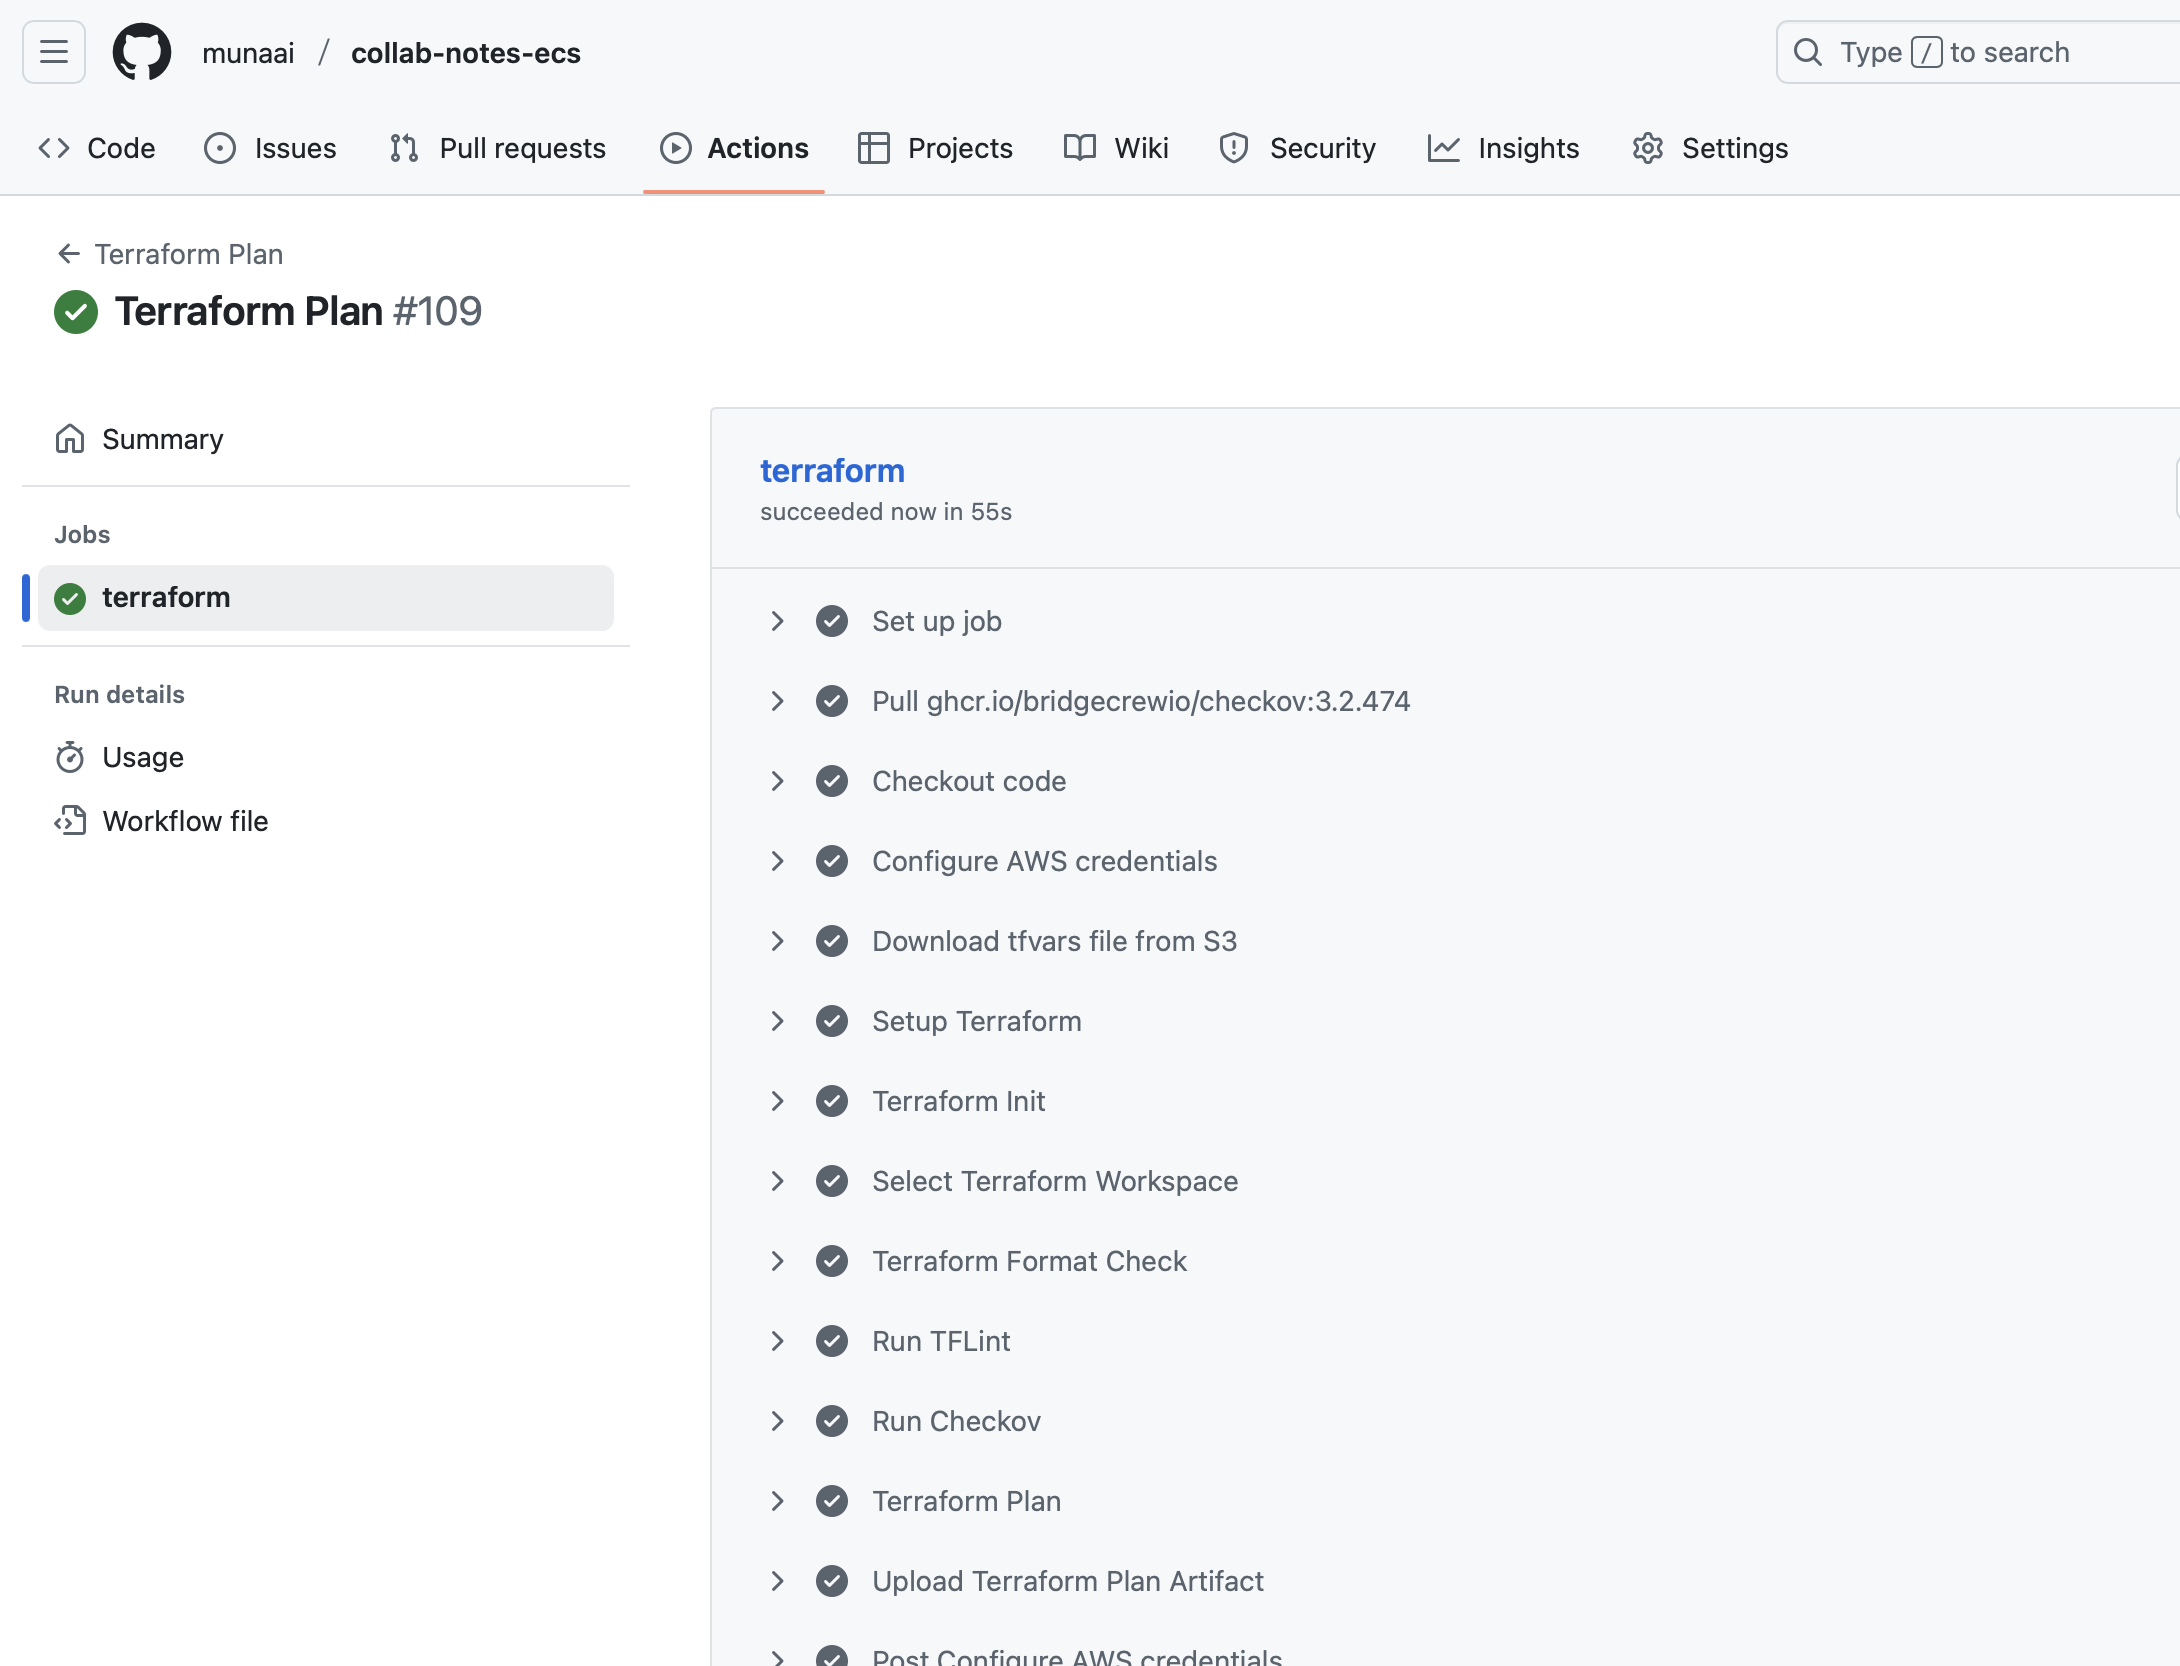 munaai / collab-notes-ecs
Type / to search
Code
Issues
Pull requests
Actions
Projects
Wiki
Security
Insights
Settings
Terraform Plan
Terraform Plan #109
Summary
Jobs
terraform
Run details
Usage
Workflow file
terraform
succeeded now in 55s
Set up job
Pull ghcr.io/bridgecrewio/checkov:3.2.474
Checkout code
Configure AWS credentials
Download tfvars file from S3
Setup Terraform
Terraform Init
Select Terraform Workspace
Terraform Format Check
Run TFLint
Run Checkov
Terraform Plan
Upload Terraform Plan Artifact
Post Configure AWS credentials